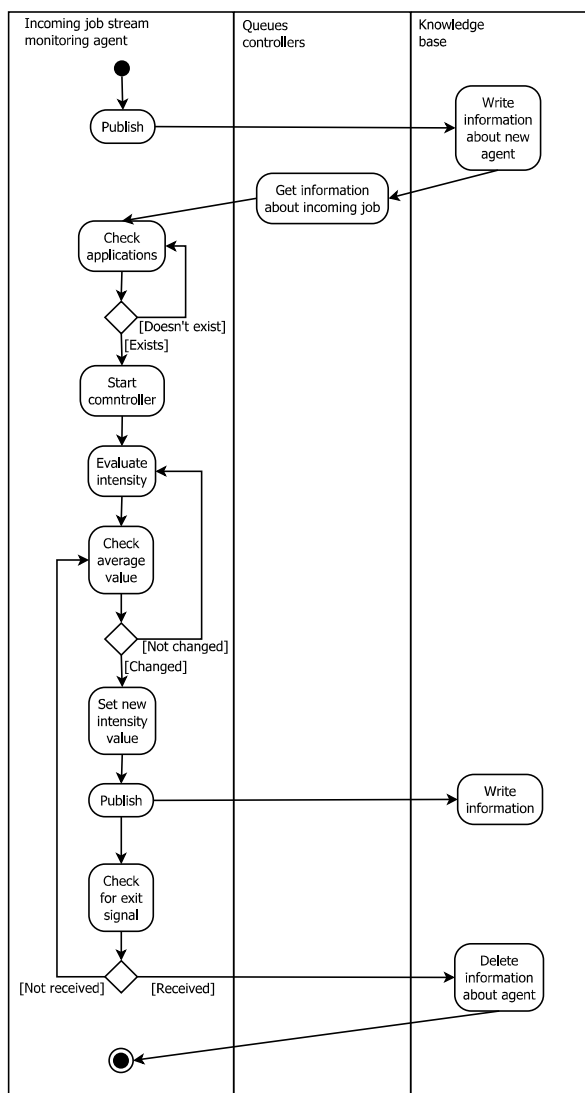 Incoming job stream
monitoring agent
Queues
controllers
Knowledge
base
Publish
Write
information
about new
agent
Get information
about incoming job
Check
applications
[Doesn't exist]
[Exists]
Start
comntroller
Evaluate
intensity
Check
average
value
[Not changed]
[Changed]
Set new
intensity
value
Publish
Write
information
Check
for exit
signal
[Not received]
[Received]
Delete
information
about agent